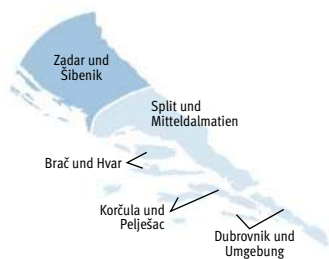 Zadar und
Šibenik
Split und
Mitteldalmatien
Brač und Hvar
Korčula und
Pelješac
Dubrovnik und
Umgebung